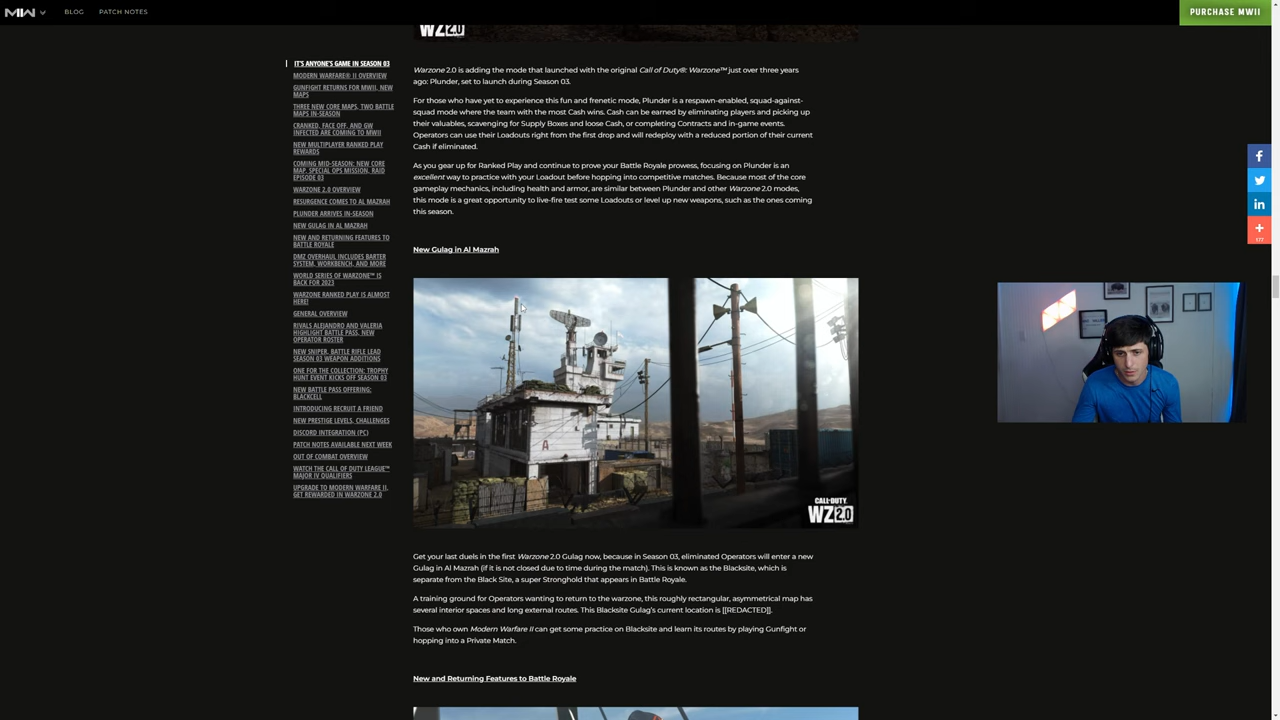 MW
BLOG
PATCH NOTES
PURCHASE MWII
WZ 2.0
IT'S ANYONE'S GAME IN SEASON 03
MODERN WARFARE® II OVERVIEW
GUNFIGHT RETURNS FOR MWII, NEW
MAPS
THREE NEW CORE MAPS, TWO BATTLE
MAPS IN-SEASON
CRANKED, FACE OFF, AND GW
INFECTED ARE COMING TO MWII
NEW MULTIPLAYER RANKED PLAY
REWARDS
COMING MID-SEASON: NEW CORE
MAP, SPECIAL OPS MISSION, RAID
EPISODE 03
WARZONE 2.0 OVERVIEW
RESURGENCE COMES TO AL MAZRAH
PLUNDER ARRIVES IN-SEASON
NEW GULAG IN AL MAZRAH
NEW AND RETURNING FEATURES TO
BATTLE ROYALE
DMZ OVERHAUL INCLUDES BARTER
SYSTEM, WORKBENCH, AND MORE
WORLD SERIES OF WARZONE™ IS
BACK FOR 2023
WARZONE RANKED PLAY IS ALMOST
HERE!
GENERAL OVERVIEW
RIVALS ALEJANDRO AND VALERIA
HIGHLIGHT BATTLE PASS, NEW
OPERATOR ROSTER
NEW SNIPER, BATTLE RIFLE LEAD
SEASON 03 WEAPON ADDITIONS
ONE FOR THE COLLECTION: TROPHY
HUNT EVENT KICKS OFF SEASON 03
NEW BATTLE PASS OFFERING:
BLACKCELL
INTRODUCING RECRUIT A FRIEND
NEW PRESTIGE LEVELS, CHALLENGES
DISCORD INTEGRATION (PC)
PATCH NOTES AVAILABLE NEXT WEEK
OUT OF COMBAT OVERVIEW
WATCH THE CALL OF DUTY LEAGUE™
MAJOR IV QUALIFIERS
UPGRADE TO MODERN WARFARE II,
GET REWARDED IN WARZONE 2.0
Warzone 2.0 is adding the mode that launched with the original Call of Duty®: Warzone™ just over three years
ago: Plunder, set to launch during Season 03.
For those who have yet to experience this fun and frenetic mode, Plunder is a respawn-enabled, squad-against-
squad mode where the team with the most Cash wins. Cash can be earned by eliminating players and picking up
their valuables, scavenging for Supply Boxes and loose Cash, or completing Contracts and in-game events.
Operators can use their Loadouts right from the first drop and will redeploy with a reduced portion of their current
Cash if eliminated.
As you gear up for Ranked Play and continue to prove your Battle Royale prowess, focusing on Plunder is an
excellent way to practice with your Loadout before hopping into competitive matches. Because most of the core
gameplay mechanics, including health and armor, are similar between Plunder and other Warzone 2.0 modes,
this mode is a great opportunity to live-fire test some Loadouts or level up new weapons, such as the ones coming
this season.
New Gulag in Al Mazrah
A
CALL OF DUTY
WZ 2.0
Get your last duels in the first Warzone 2.0 Gulag now, because in Season 03, eliminated Operators will enter a new
Gulag in Al Mazrah (if it is not closed due to time during the match). This is known as the Blacksite, which is
separate from the Black Site, a super Stronghold that appears in Battle Royale.
A training ground for Operators wanting to return to the warzone, this roughly rectangular, asymmetrical map has
several interior spaces and long external routes. This Blacksite Gulag's current location is [[REDACTED]].
Those who own Modern Warfare II can get some practice on Blacksite and learn its routes by playing Gunfight or
hopping into a Private Match.
New and Returning Features to Battle Royale
177